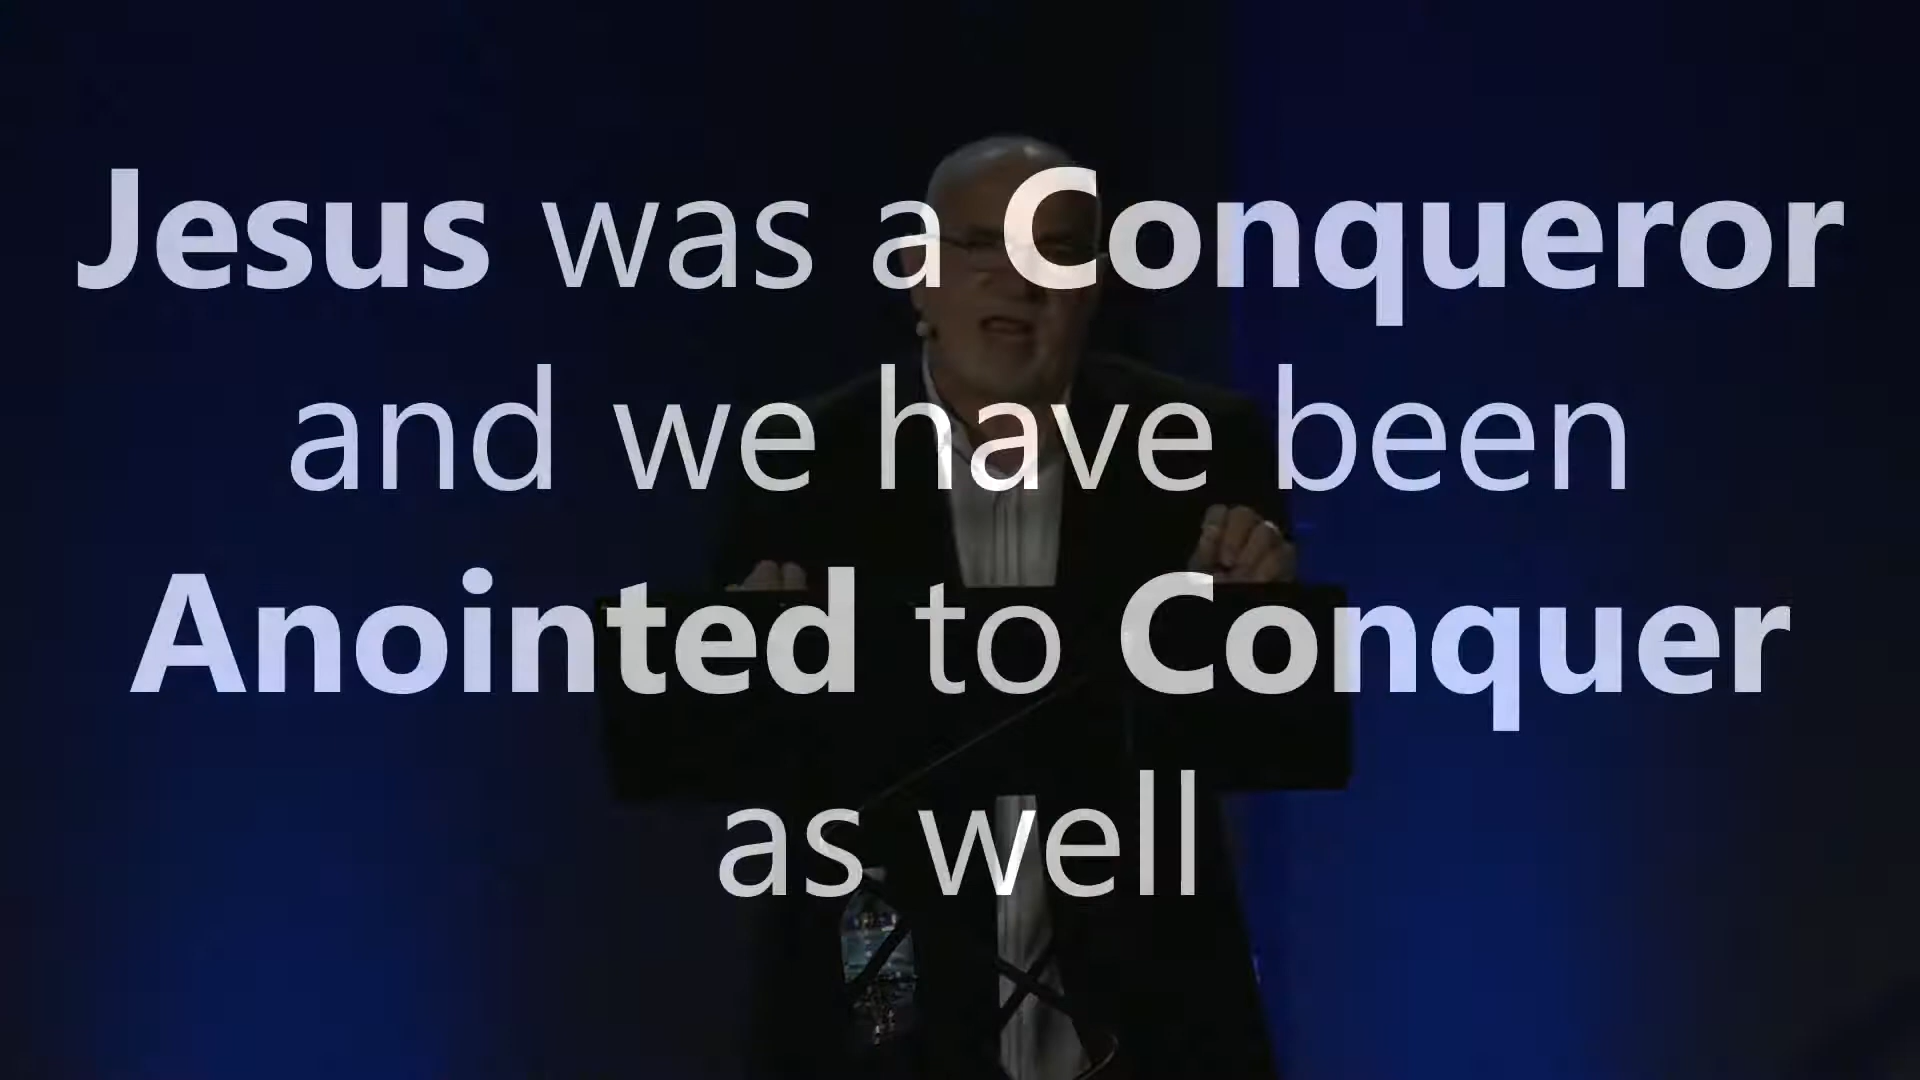 Jesus was a Conqueror
and we have been
Anointed to Conquer
as well